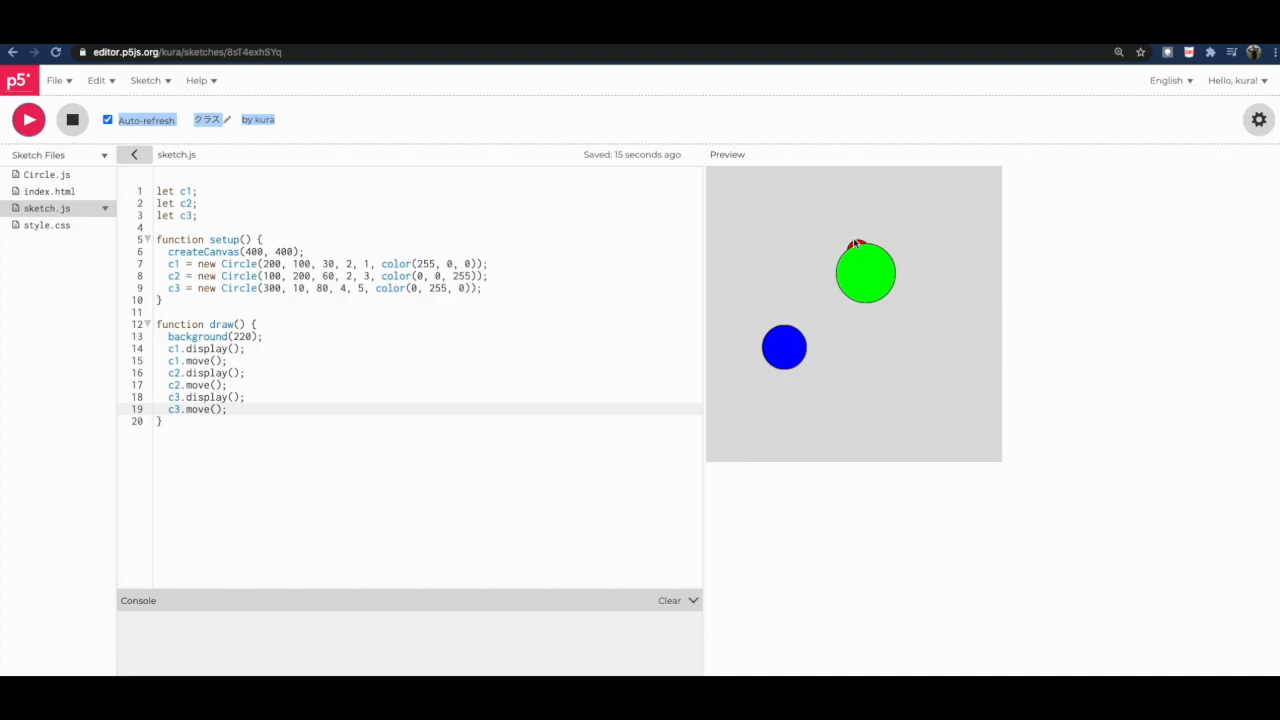 editor.p5js.org/kura/sketches/8sT4exhSYq
p5* File Edit Sketch Help English Hello, kura!
Auto-refresh クラス by kura
Sketch Files sketch.js Saved: 15 seconds ago Preview
Circle.js
index.html
sketch.js
style.css
1 let c1;
2 let c2;
3 let c3;
4
5 function setup() {
6 createCanvas(400, 400);
7 c1 = new Circle(200, 100, 30, 2, 1, color(255, 0, 0));
8 c2 = new Circle(100, 200, 60, 2, 3, color(0, 0, 255));
9 c3 = new Circle(300, 10, 80, 4, 5, color(0, 255, 0));
10 }
11
12 function draw() {
13 background(220);
14 c1.display();
15 c1.move();
16 c2.display();
17 c2.move();
18 c3.display();
19 c3.move();
20 }
Console Clear